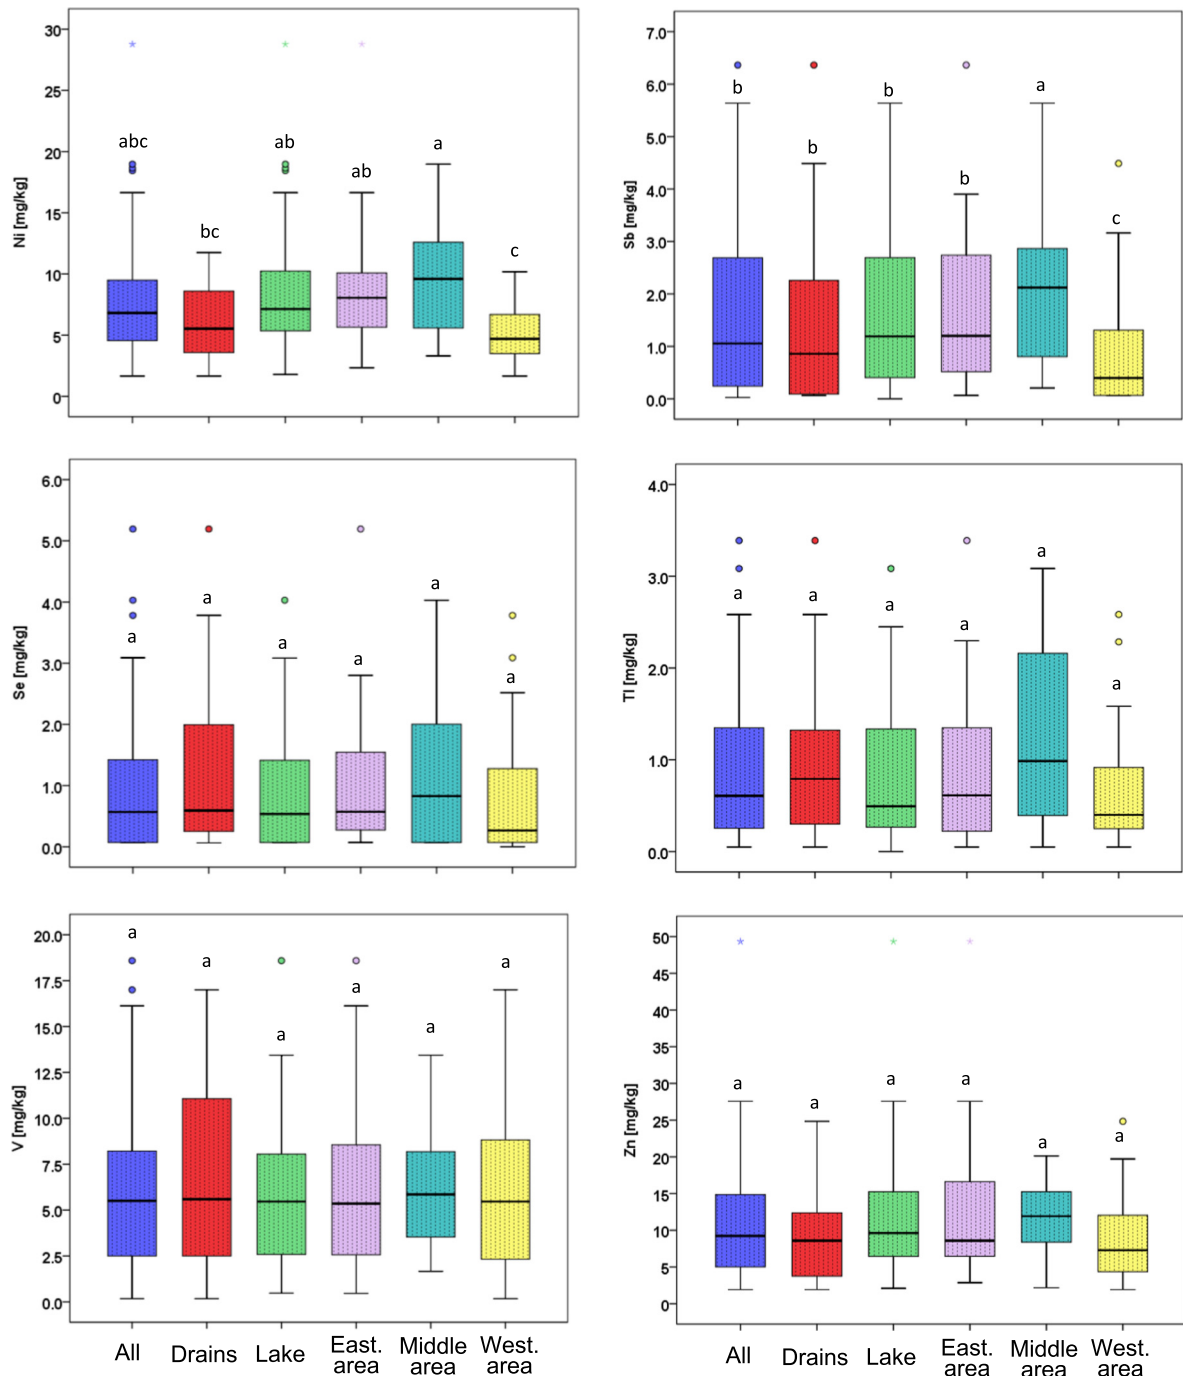 Ni [mg/kg]
30
25
20
15
10
5
0
abc
bc
ab
ab
a
c
Sb [mg/kg]
7.0
6.0
5.0
4.0
3.0
2.0
1.0
0.0
b
b
b
b
a
c
Se [mg/kg]
6.0
5.0
4.0
3.0
2.0
1.0
0.0
a
a
a
a
a
a
Tl [mg/kg]
4.0
3.0
2.0
1.0
0.0
a
a
a
a
a
a
V [mg/kg]
20.0
17.5
15.0
12.5
10.0
7.5
5.0
2.5
0.0
a
a
a
a
a
a
All
Drains
Lake
East.
area
Middle
area
West.
area
Zn [mg/kg]
50
45
40
35
30
25
20
15
10
5
0
a
a
a
a
a
a
All
Drains
Lake
East.
area
Middle
area
West.
area